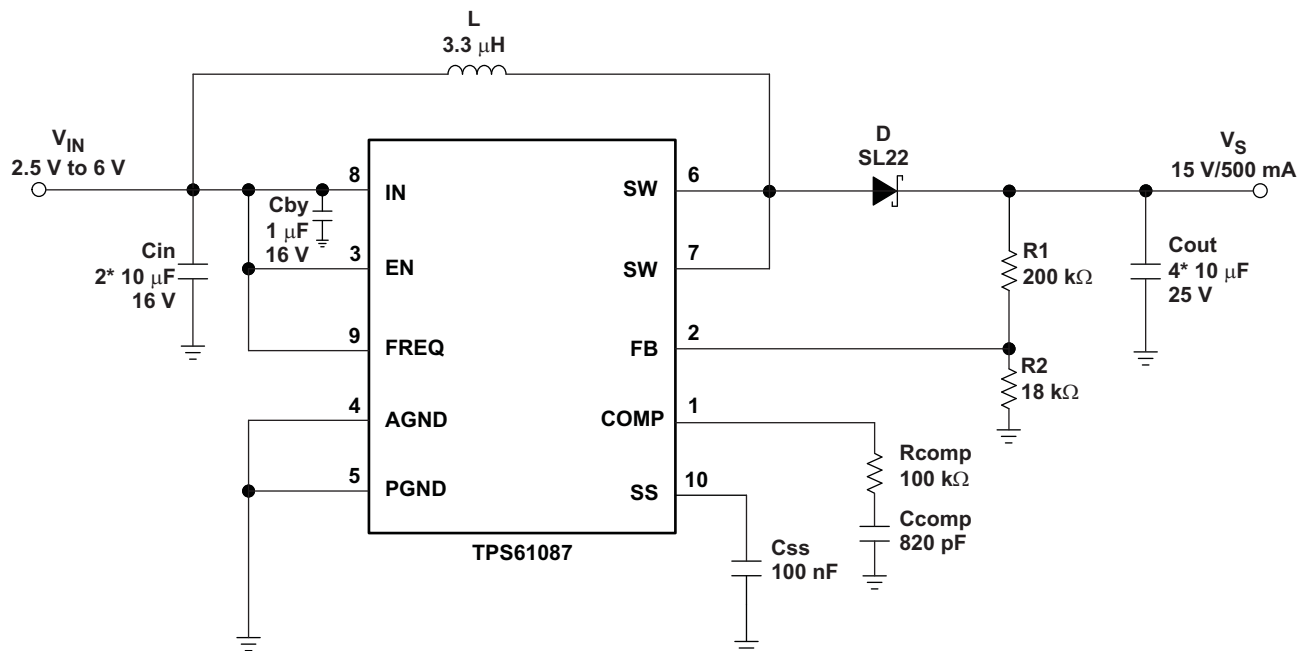 L
3.3 μH
V_IN
2.5 V to 6 V
D
SL22
V_S
15 V/500 mA
8
IN
SW
6
Cby
1 μF
16 V
Cin
2* 10 μF
16 V
3
EN
SW
7
R1
200 kΩ
Cout
4* 10 μF
25 V
9
FREQ
FB
2
R2
18 kΩ
4
AGND
COMP
1
Rcomp
100 kΩ
5
PGND
SS
10
Ccomp
820 pF
TPS61087
Css
100 nF